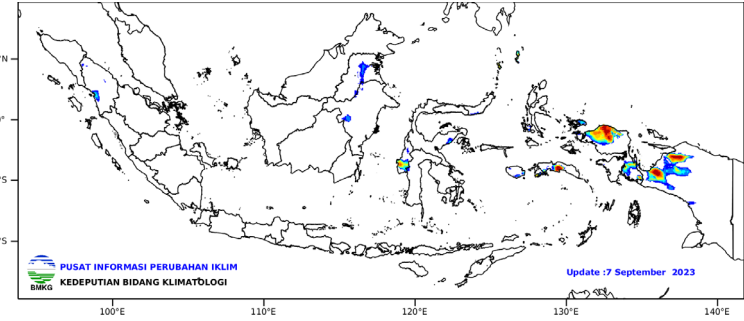 °N
°
°S
°S
PUSAT INFORMASI PERUBAHAN IKLIM
KEDEPUTIAN BIDANG KLIMATOLOGI
BMKG
Update :7 September 2023
100°E 110°E 120°E 130°E 140°E